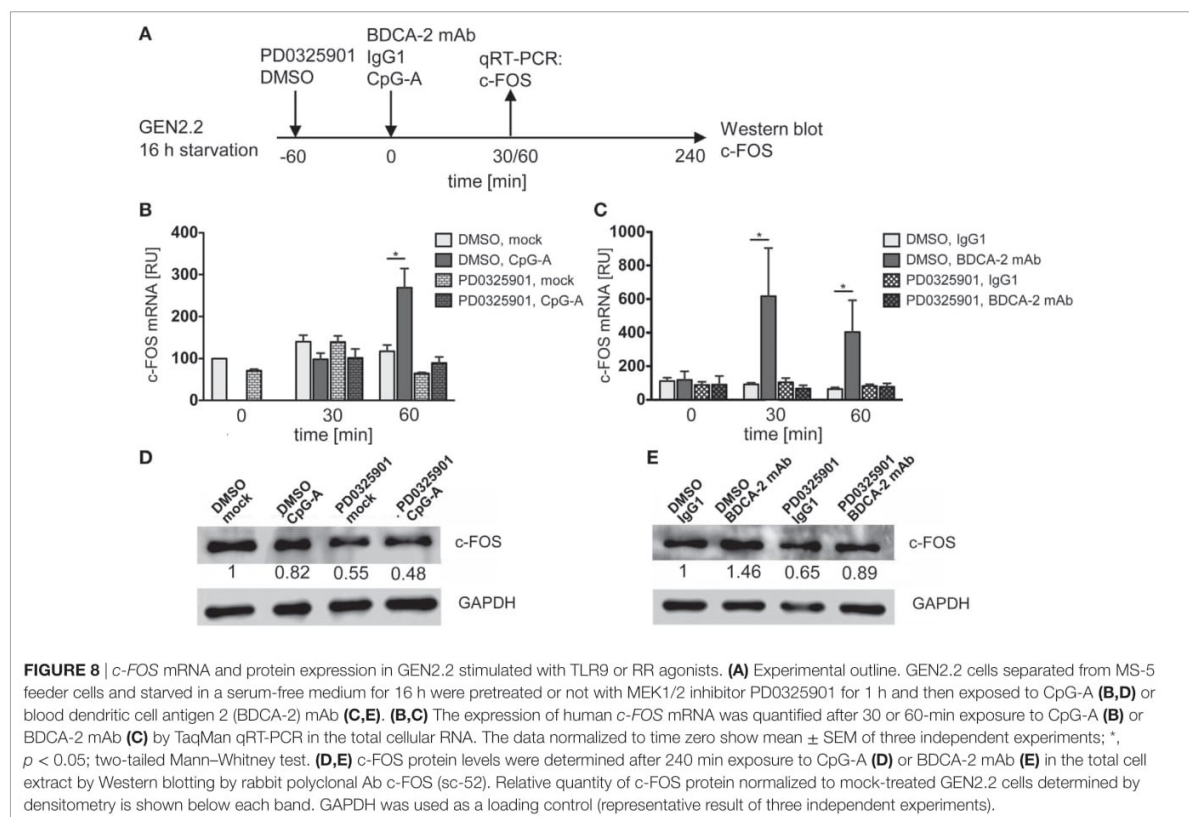 A
PD0325901
DMSO
BDCA-2 mAb
IgG1
CpG-A
qRT-PCR:
c-FOS
GEN2.2
16 h starvation
-60
0
30/60
240
time [min]
Western blot
c-FOS
B
c-FOS mRNA [RU]
400
300
200
100
0
0
30
60
time [min]
*
DMSO, mock
DMSO, CpG-A
PD0325901, mock
PD0325901, CpG-A
C
c-FOS mRNA [RU]
1000
800
600
400
200
0
0
30
60
time [min]
*
*
DMSO, IgG1
DMSO, BDCA-2 mAb
PD0325901, IgG1
PD0325901, BDCA-2 mAb
D
DMSO
mock
DMSO
CpG-A
PD0325901
mock
PD0325901
CpG-A
c-FOS
1 0.82 0.55 0.48
GAPDH
E
DMSO
IgG1
DMSO
BDCA-2 mAb
PD0325901
IgG1
PD0325901
BDCA-2 mAb
c-FOS
1 1.46 0.65 0.89
GAPDH
FIGURE 8 | c-FOS mRNA and protein expression in GEN2.2 stimulated with TLR9 or RR agonists. (A) Experimental outline. GEN2.2 cells separated from MS-5
feeder cells and starved in a serum-free medium for 16 h were pretreated or not with MEK1/2 inhibitor PD0325901 for 1 h and then exposed to CpG-A (B,D) or
blood dendritic cell antigen 2 (BDCA-2) mAb (C,E). (B,C) The expression of human c-FOS mRNA was quantified after 30 or 60-min exposure to CpG-A (B) or
BDCA-2 mAb (C) by TaqMan qRT-PCR in the total cellular RNA. The data normalized to time zero show mean ± SEM of three independent experiments; *,
p < 0.05; two-tailed Mann–Whitney test. (D,E) c-FOS protein levels were determined after 240 min exposure to CpG-A (D) or BDCA-2 mAb (E) in the total cell
extract by Western blotting by rabbit polyclonal Ab c-FOS (sc-52). Relative quantity of c-FOS protein normalized to mock-treated GEN2.2 cells determined by
densitometry is shown below each band. GAPDH was used as a loading control (representative result of three independent experiments).